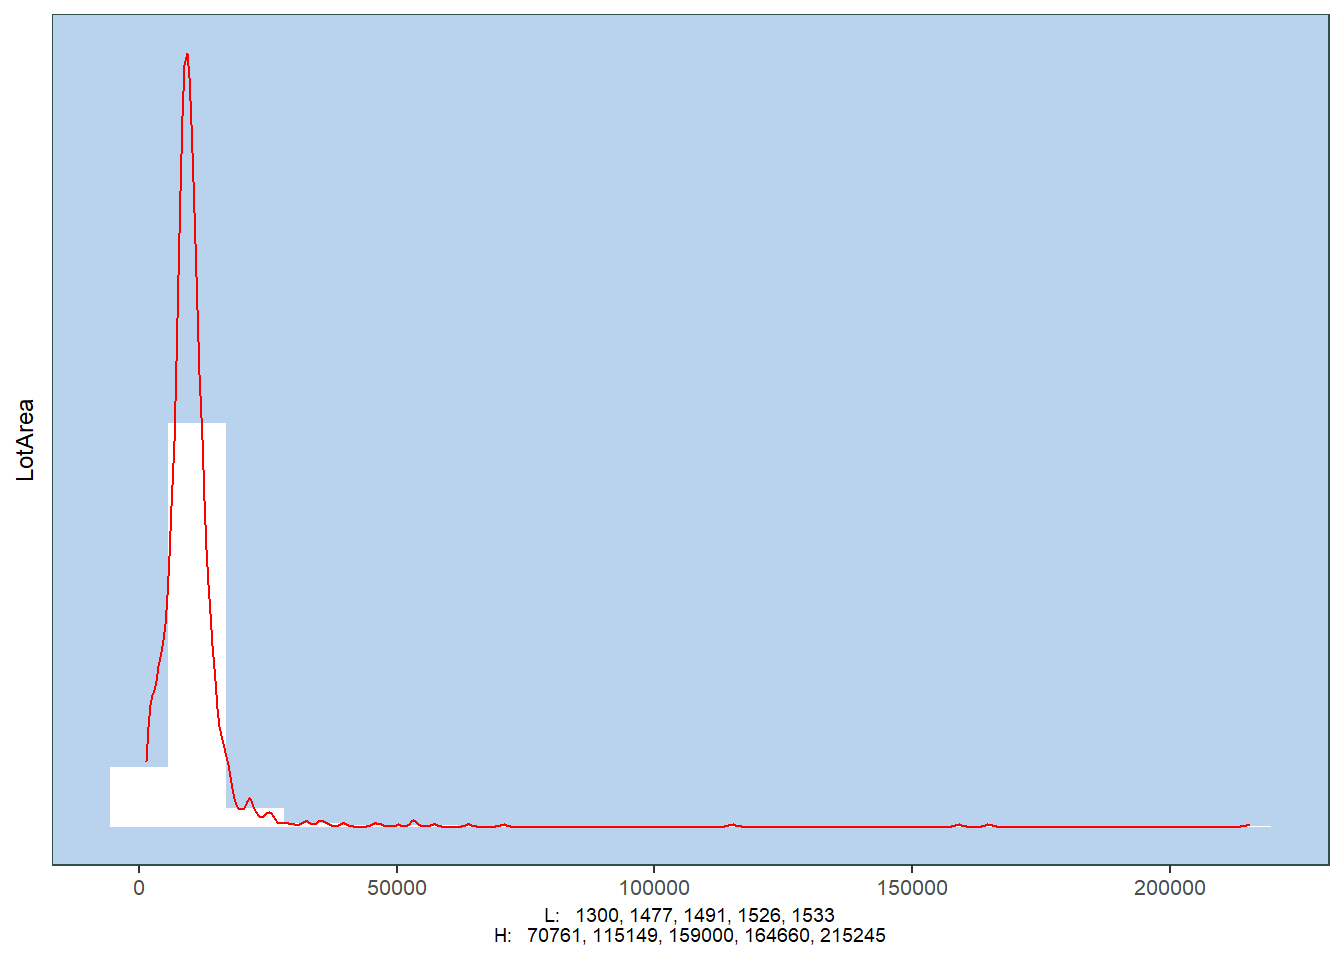 LotArea
0 50000 100000 150000 200000
L: 1300, 1477, 1491, 1526, 1533
H: 70761, 115149, 159000, 164660, 215245